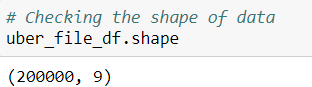 # Checking the shape of data
uber_file_df.shape
(200000, 9)